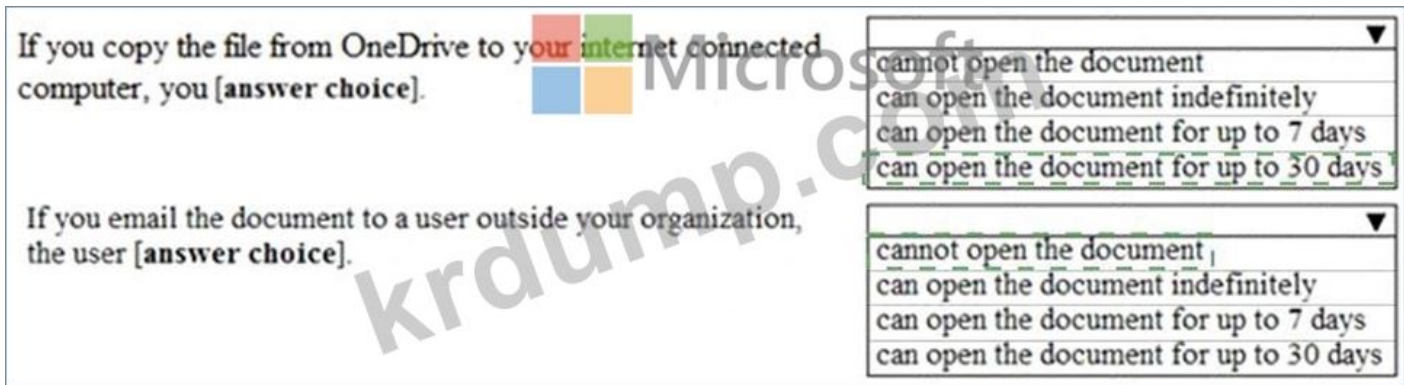 If you copy the file from OneDrive to your internet connected
computer, you [answer choice].
Microsoft
▼
cannot open the document
can open the document indefinitely
can open the document for up to 7 days
can open the document for up to 30 days
If you email the document to a user outside your organization,
the user [answer choice].
▼
cannot open the document
can open the document indefinitely
can open the document for up to 7 days
can open the document for up to 30 days
krdump.com